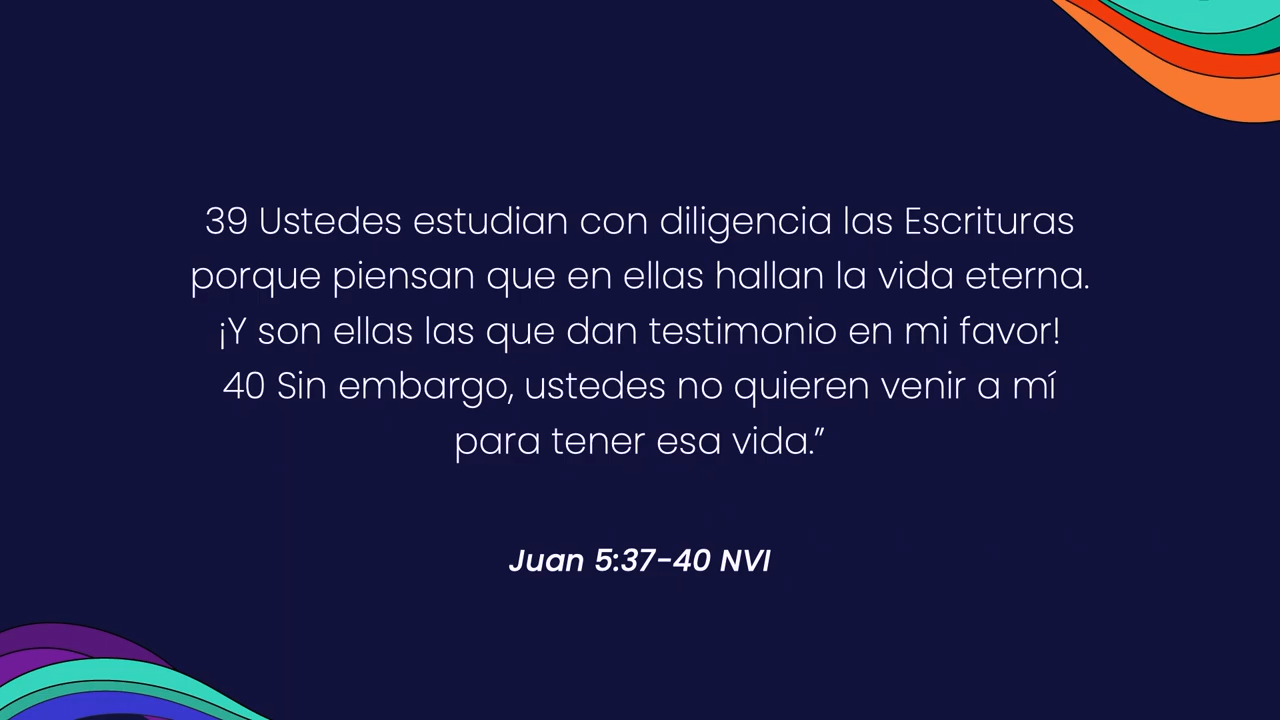 39 Ustedes estudian con diligencia las Escrituras
porque piensan que en ellas hallan la vida eterna.
¡Y son ellas las que dan testimonio en mi favor!
40 Sin embargo, ustedes no quieren venir a mí
para tener esa vida.”
Juan 5:37-40 NVI